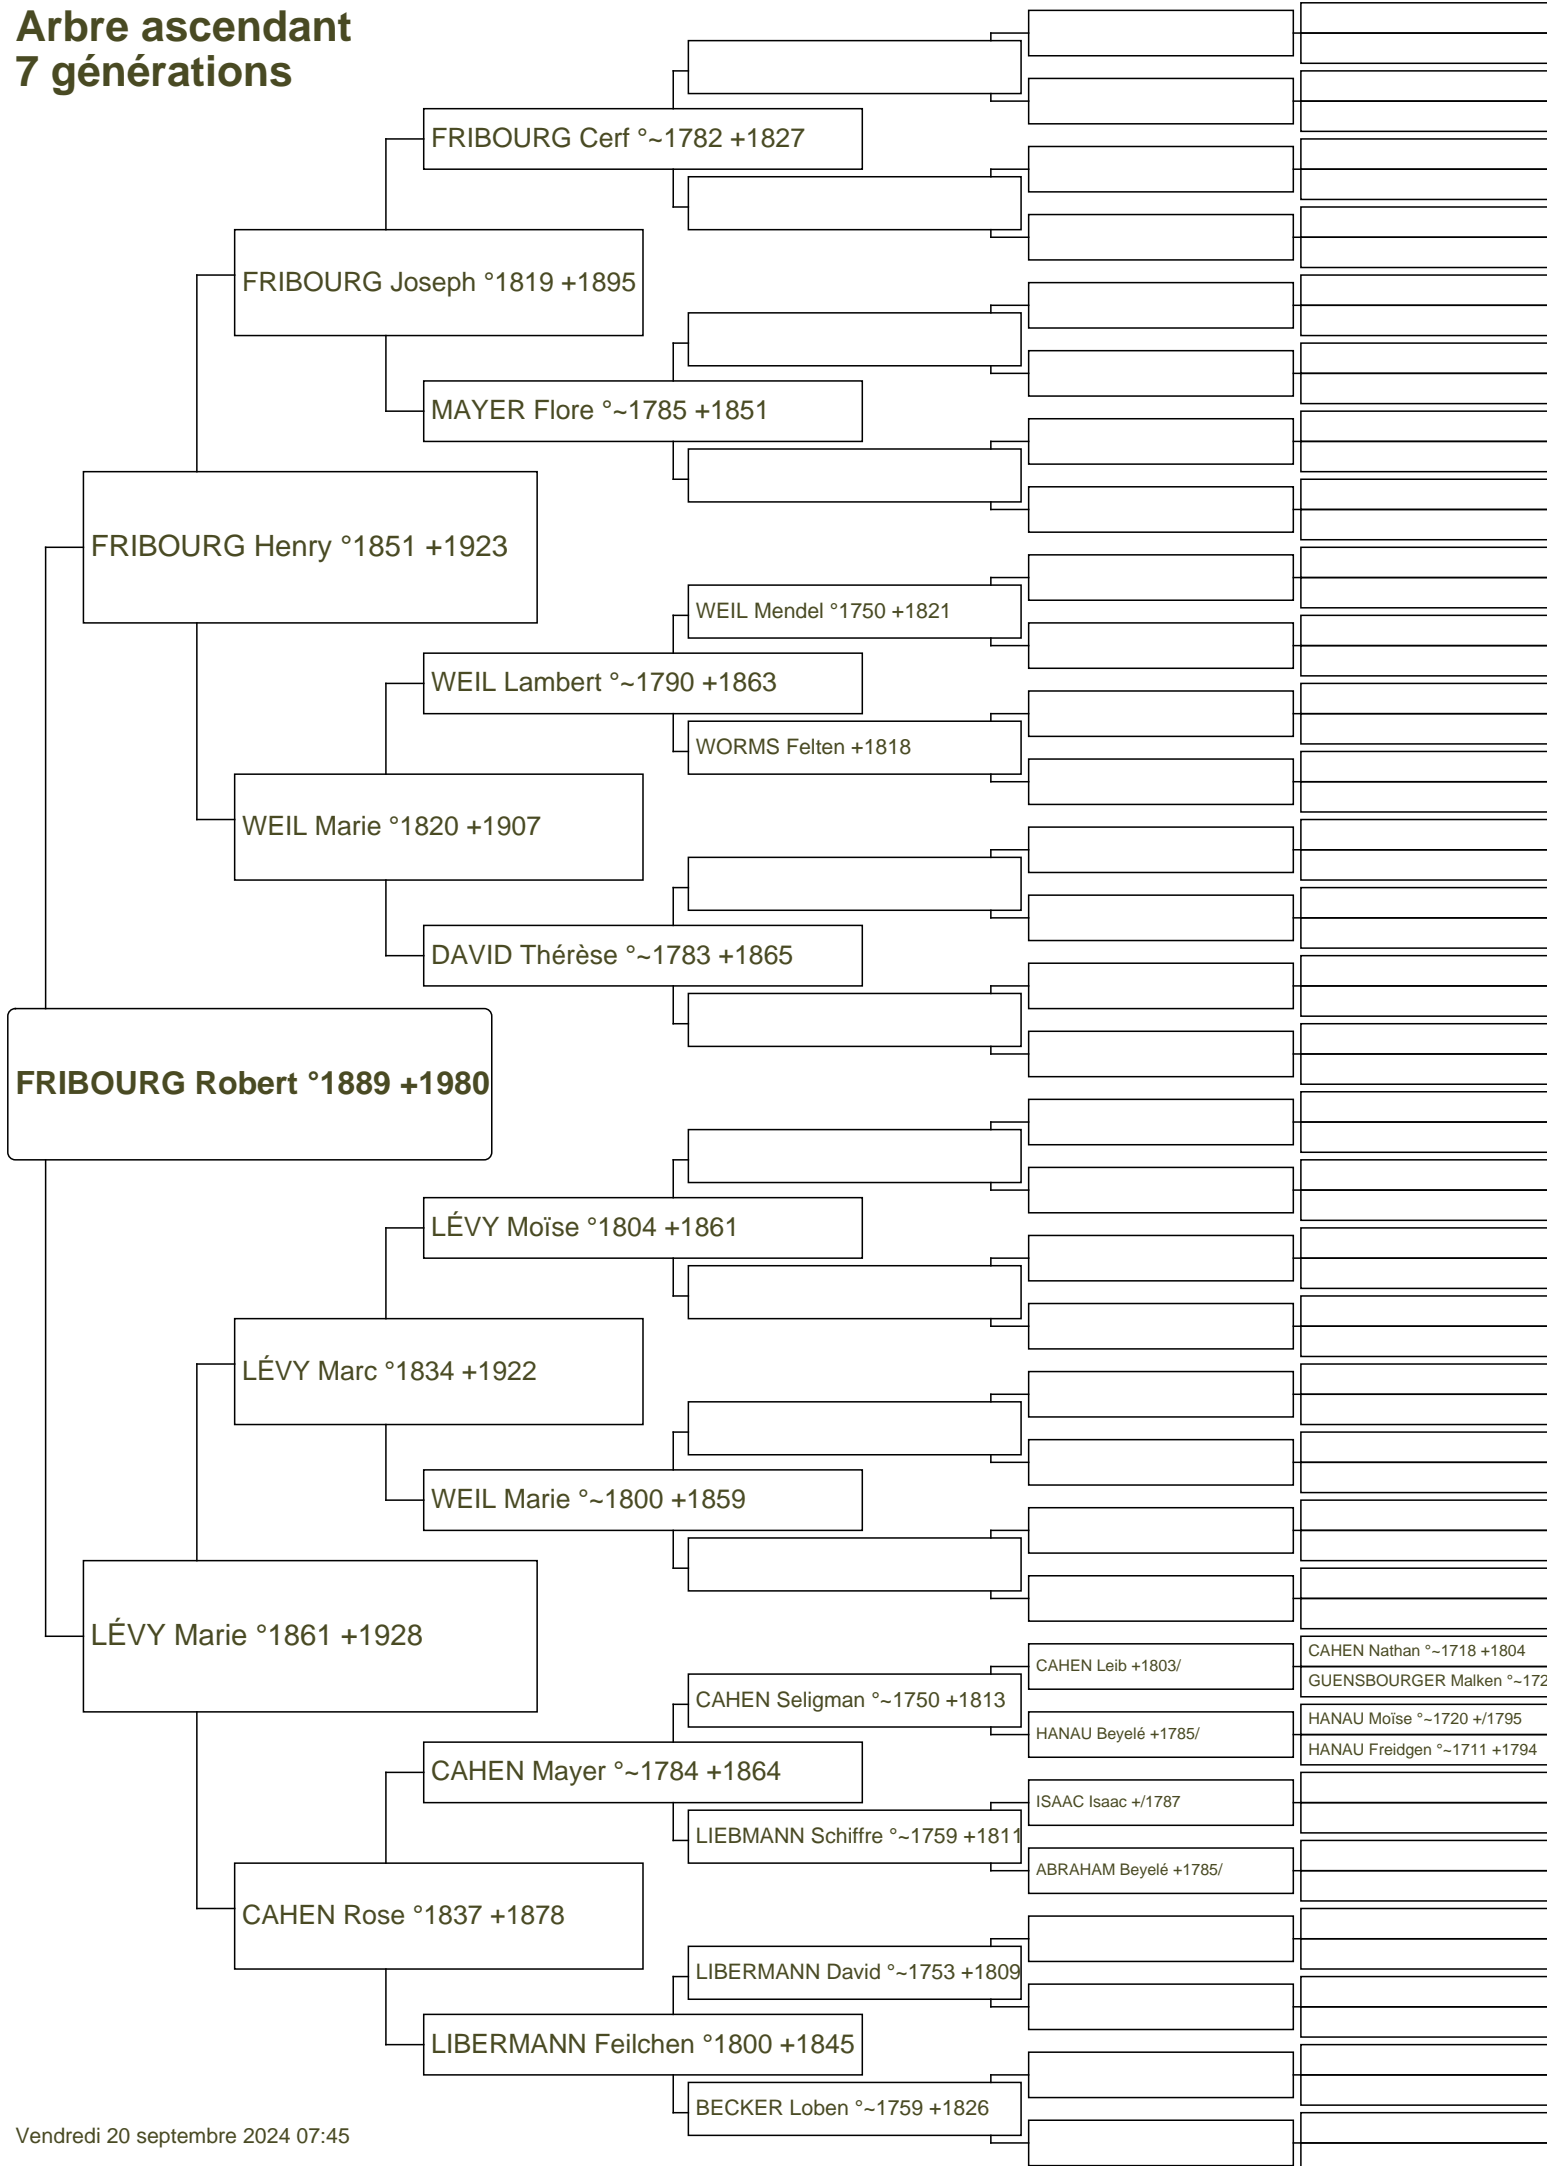 Arbre ascendant
7 générations
FRIBOURG Cerf °~1782 +1827
FRIBOURG Joseph °1819 +1895
MAYER Flore °~1785 +1851
FRIBOURG Henry °1851 +1923
WEIL Mendel °1750 +1821
WEIL Lambert °~1790 +1863
WORMS Felten +1818
WEIL Marie °1820 +1907
DAVID Thérèse °~1783 +1865
FRIBOURG Robert °1889 +1980
LÉVY Moïse °1804 +1861
LÉVY Marc °1834 +1922
WEIL Marie °~1800 +1859
LÉVY Marie °1861 +1928
CAHEN Nathan °~1718 +1804
CAHEN Leib +1803/
GUENSBOURGER Malken °~172
CAHEN Seligman °~1750 +1813
HANAU Moïse °~1720 +/1795
HANAU Beyelé +1785/
HANAU Freidgen °~1711 +1794
CAHEN Mayer °~1784 +1864
ISAAC Isaac +/1787
LIEBMANN Schiffre °~1759 +1811
ABRAHAM Beyelé +1785/
CAHEN Rose °1837 +1878
LIBERMANN David °~1753 +1809
LIBERMANN Feilchen °1800 +1845
BECKER Loben °~1759 +1826
Vendredi 20 septembre 2024 07:45